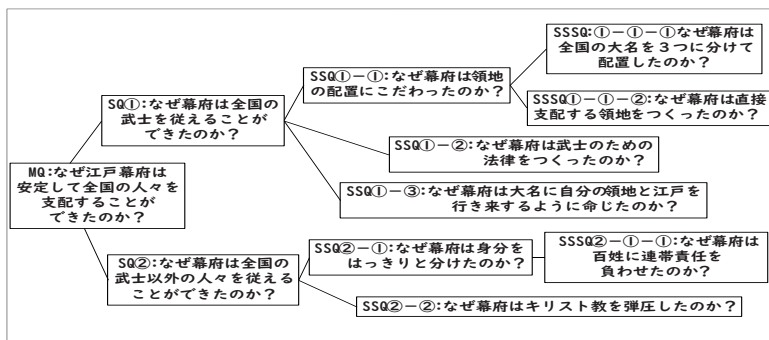 MQ:なぜ江戸幕府は
安定して全国の人々を
支配することが
できたのか？
SQ①:なぜ幕府は全国の
武士を従えることが
できたのか？
SSQ①－①:なぜ幕府は領地
の配置にこだわったのか？
SSSQ:①－①－①なぜ幕府は
全国の大名を３つに分けて
配置したのか？
SSSQ①－①－②:なぜ幕府は直接
支配する領地をつくったのか？
SSQ①－②:なぜ幕府は武士のための
法律をつくったのか？
SSQ①－③:なぜ幕府は大名に自分の領地と江戸を
行き来するように命じたのか？
SQ②:なぜ幕府は全国の
武士以外の人々を従える
ことができたのか？
SSQ②－①:なぜ幕府は身分を
はっきりと分けたのか？
SSSQ②－①－①:なぜ幕府は
百姓に連帯責任を
負わせたのか？
SSQ②－②:なぜ幕府はキリスト教を弾圧したのか？